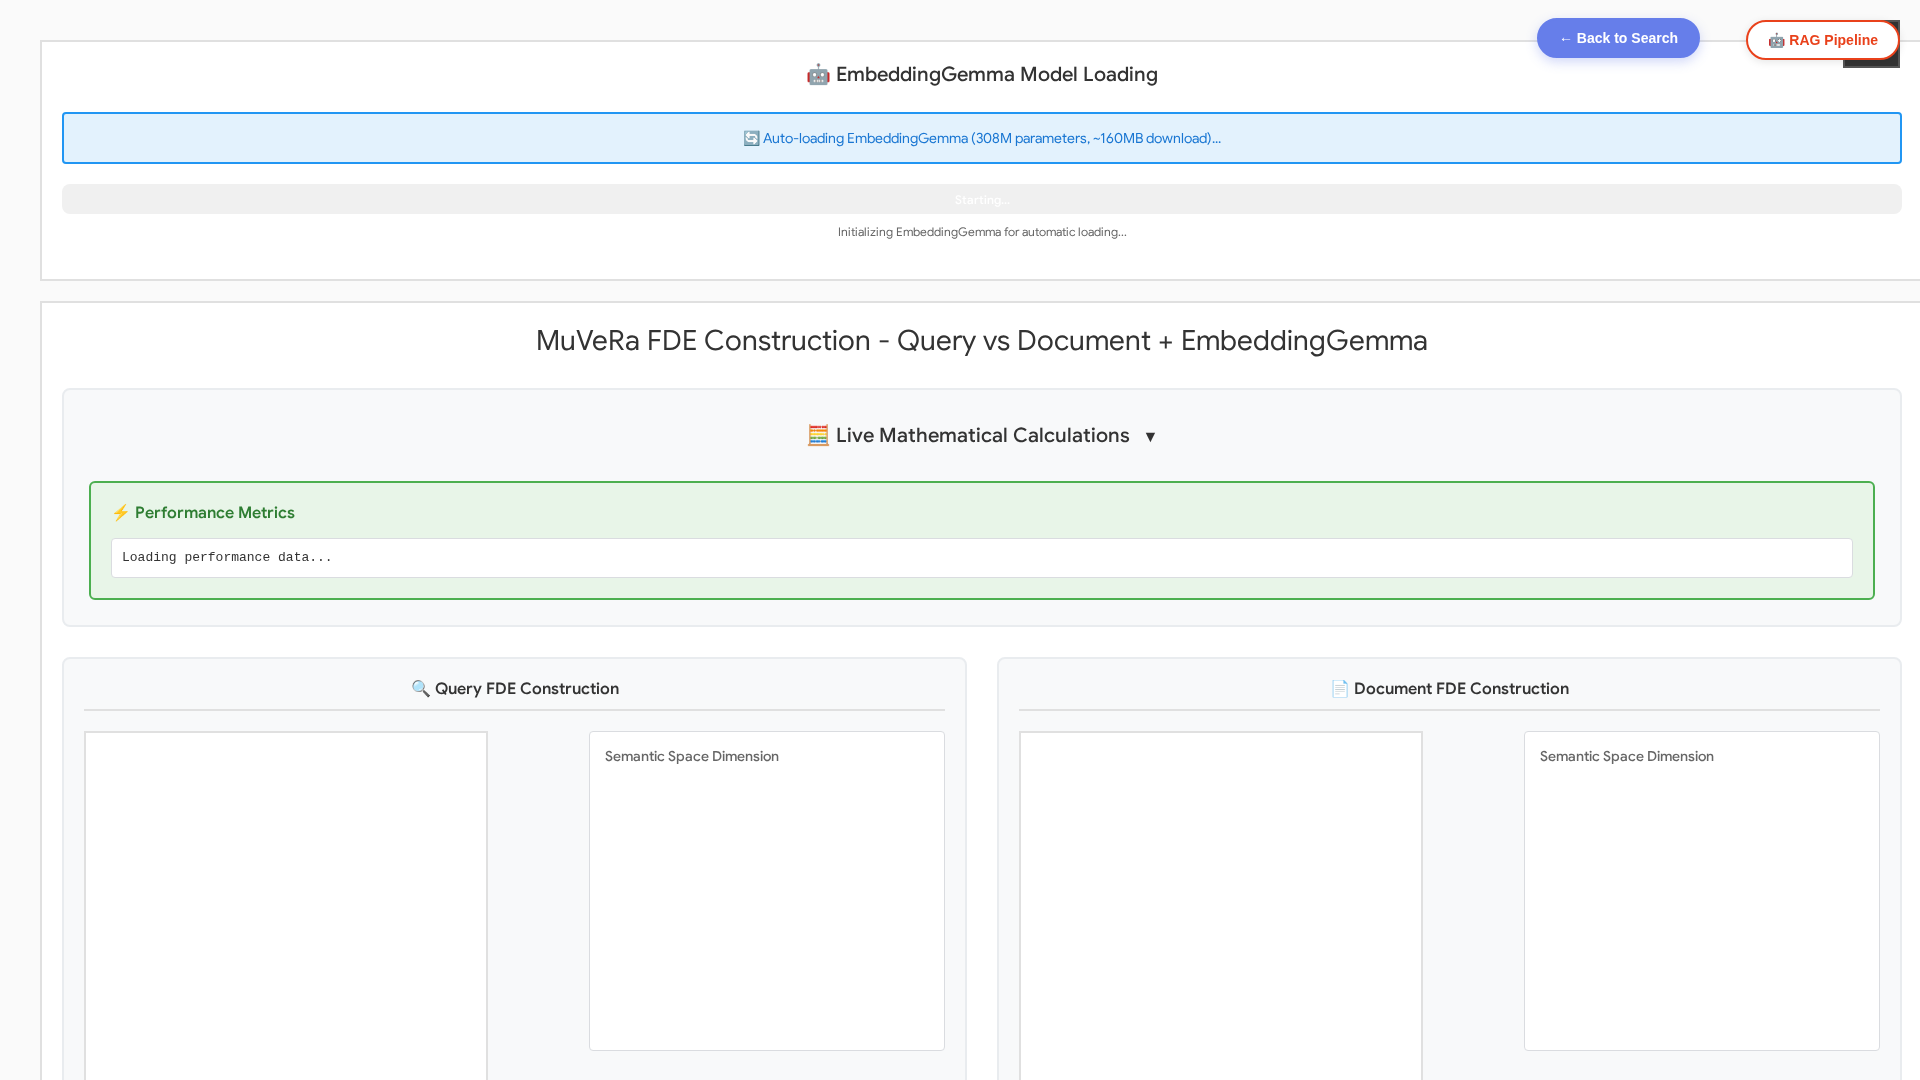 ← Back to Search
🤖 RAG Pipeline
🤖 EmbeddingGemma Model Loading
🔄 Auto-loading EmbeddingGemma (308M parameters, ~160MB download)...
Starting...
Initializing EmbeddingGemma for automatic loading...
MuVeRa FDE Construction - Query vs Document + EmbeddingGemma
🧮 Live Mathematical Calculations ▼
⚡ Performance Metrics
Loading performance data...
🔍 Query FDE Construction
Semantic Space Dimension
📄 Document FDE Construction
Semantic Space Dimension